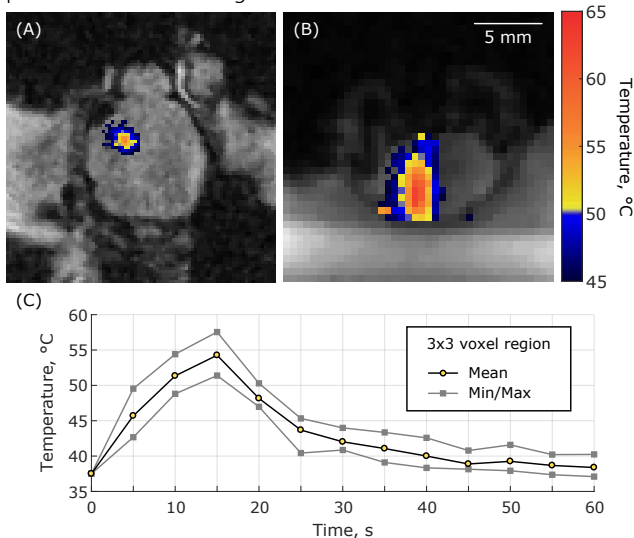 (A)
(B)
5 mm
65
60
55
50
45
Temperature, °C
(C)
60
55
50
45
40
35
Temperature, °C
3x3 voxel region
Mean
Min/Max
0 10 20 30 40 50 60
Time, s